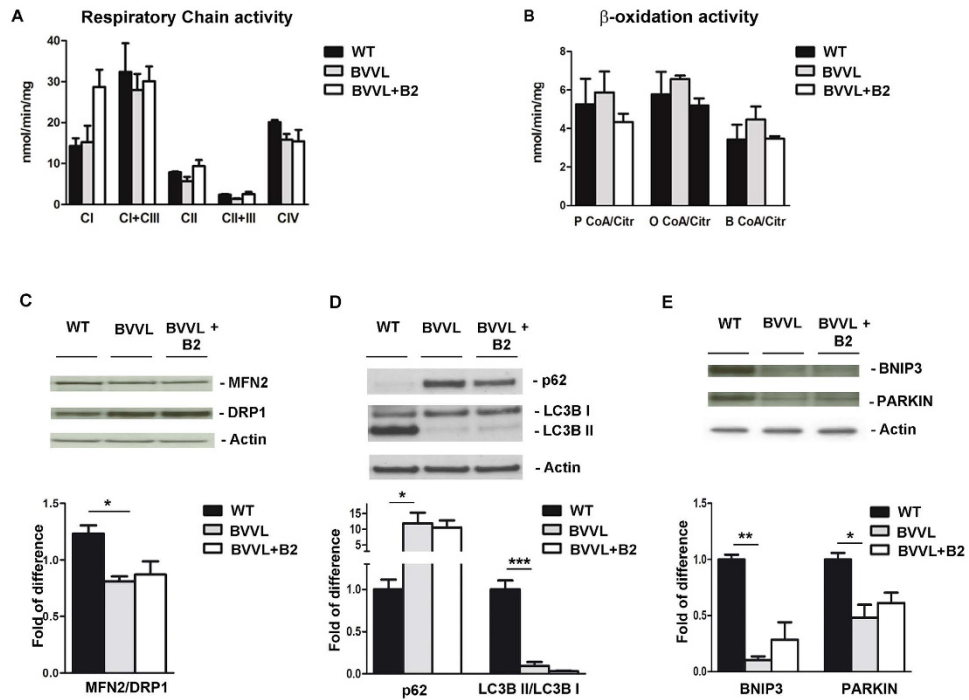 A
Respiratory Chain activity
nmol/min/mg
40
30
20
10
0
CI
CI+CIII
CII
CII+III
CIV
WT
BVVL
BVVL+B2
B
β-oxidation activity
nmol/min/mg
8
6
4
2
0
P CoA/Citr
O CoA/Citr
B CoA/Citr
WT
BVVL
BVVL+B2
C
WT
BVVL
BVVL +
B2
- MFN2
- DRP1
- Actin
Fold of difference
1.5
1.0
0.5
0.0
*
MFN2/DRP1
WT
BVVL
BVVL+B2
D
WT
BVVL
BVVL +
B2
- p62
- LC3B I
- LC3B II
- Actin
Fold of difference
15
10
5
1.0
0.5
0.0
*
***
p62
LC3B II/LC3B I
WT
BVVL
BVVL+B2
E
WT
BVVL
BVVL +
B2
- BNIP3
- PARKIN
- Actin
Fold of difference
1.5
1.0
0.5
0.0
**
*
BNIP3
PARKIN
WT
BVVL
BVVL+B2